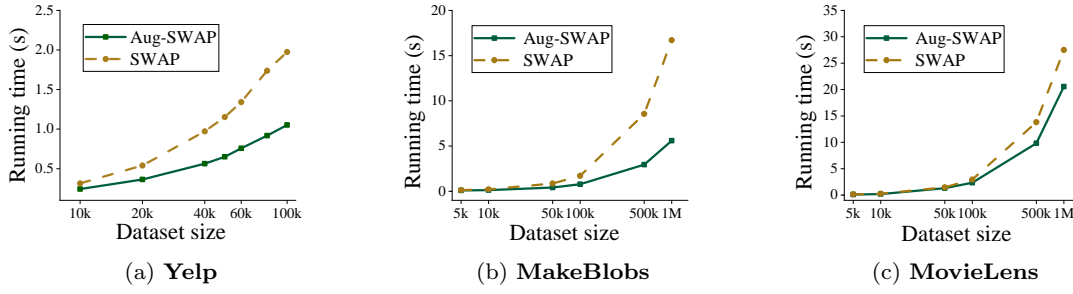 2.5
2.0
1.5
1.0
0.5
Running time (s)
Aug-SWAP
SWAP
10k 20k 40k 60k 100k
Dataset size
(a) Yelp
20
15
10
5
0
Running time (s)
Aug-SWAP
SWAP
5k 10k 50k 100k 500k 1M
Dataset size
(b) MakeBlobs
35
30
25
20
15
10
5
0
Running time (s)
Aug-SWAP
SWAP
5k 10k 50k 100k 500k 1M
Dataset size
(c) MovieLens